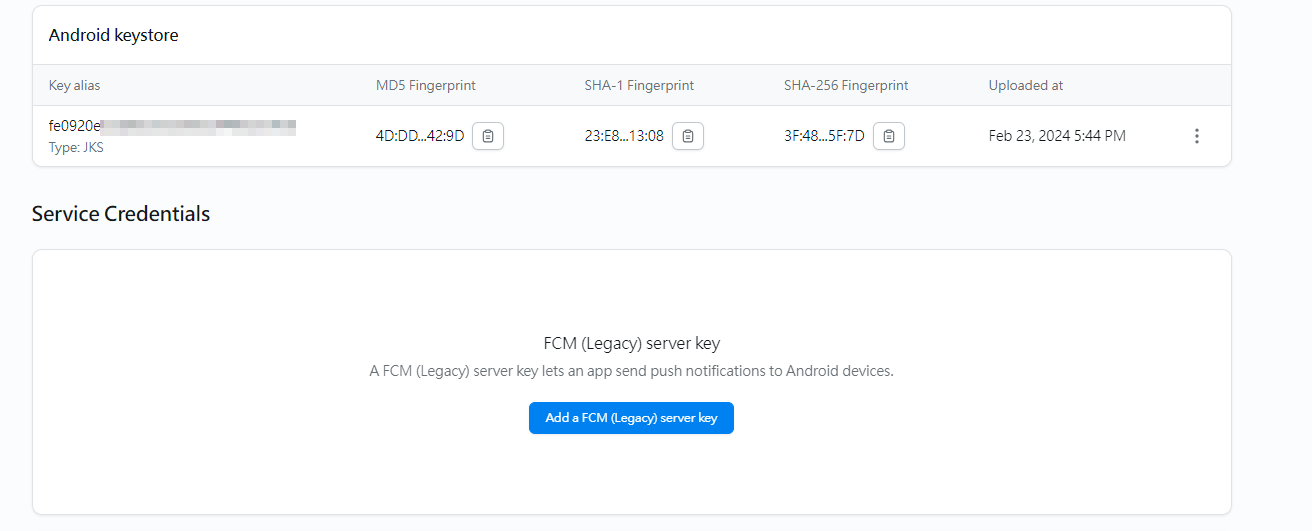 Android keystore
Key alias MD5 Fingerprint SHA-1 Fingerprint SHA-256 Fingerprint Uploaded at
fe0920e
4D:DD...42:9D 23:E8...13:08 3F:48...5F:7D Feb 23, 2024 5:44 PM
Type: JKS
Service Credentials
FCM (Legacy) server key
A FCM (Legacy) server key lets an app send push notifications to Android devices.
Add a FCM (Legacy) server key